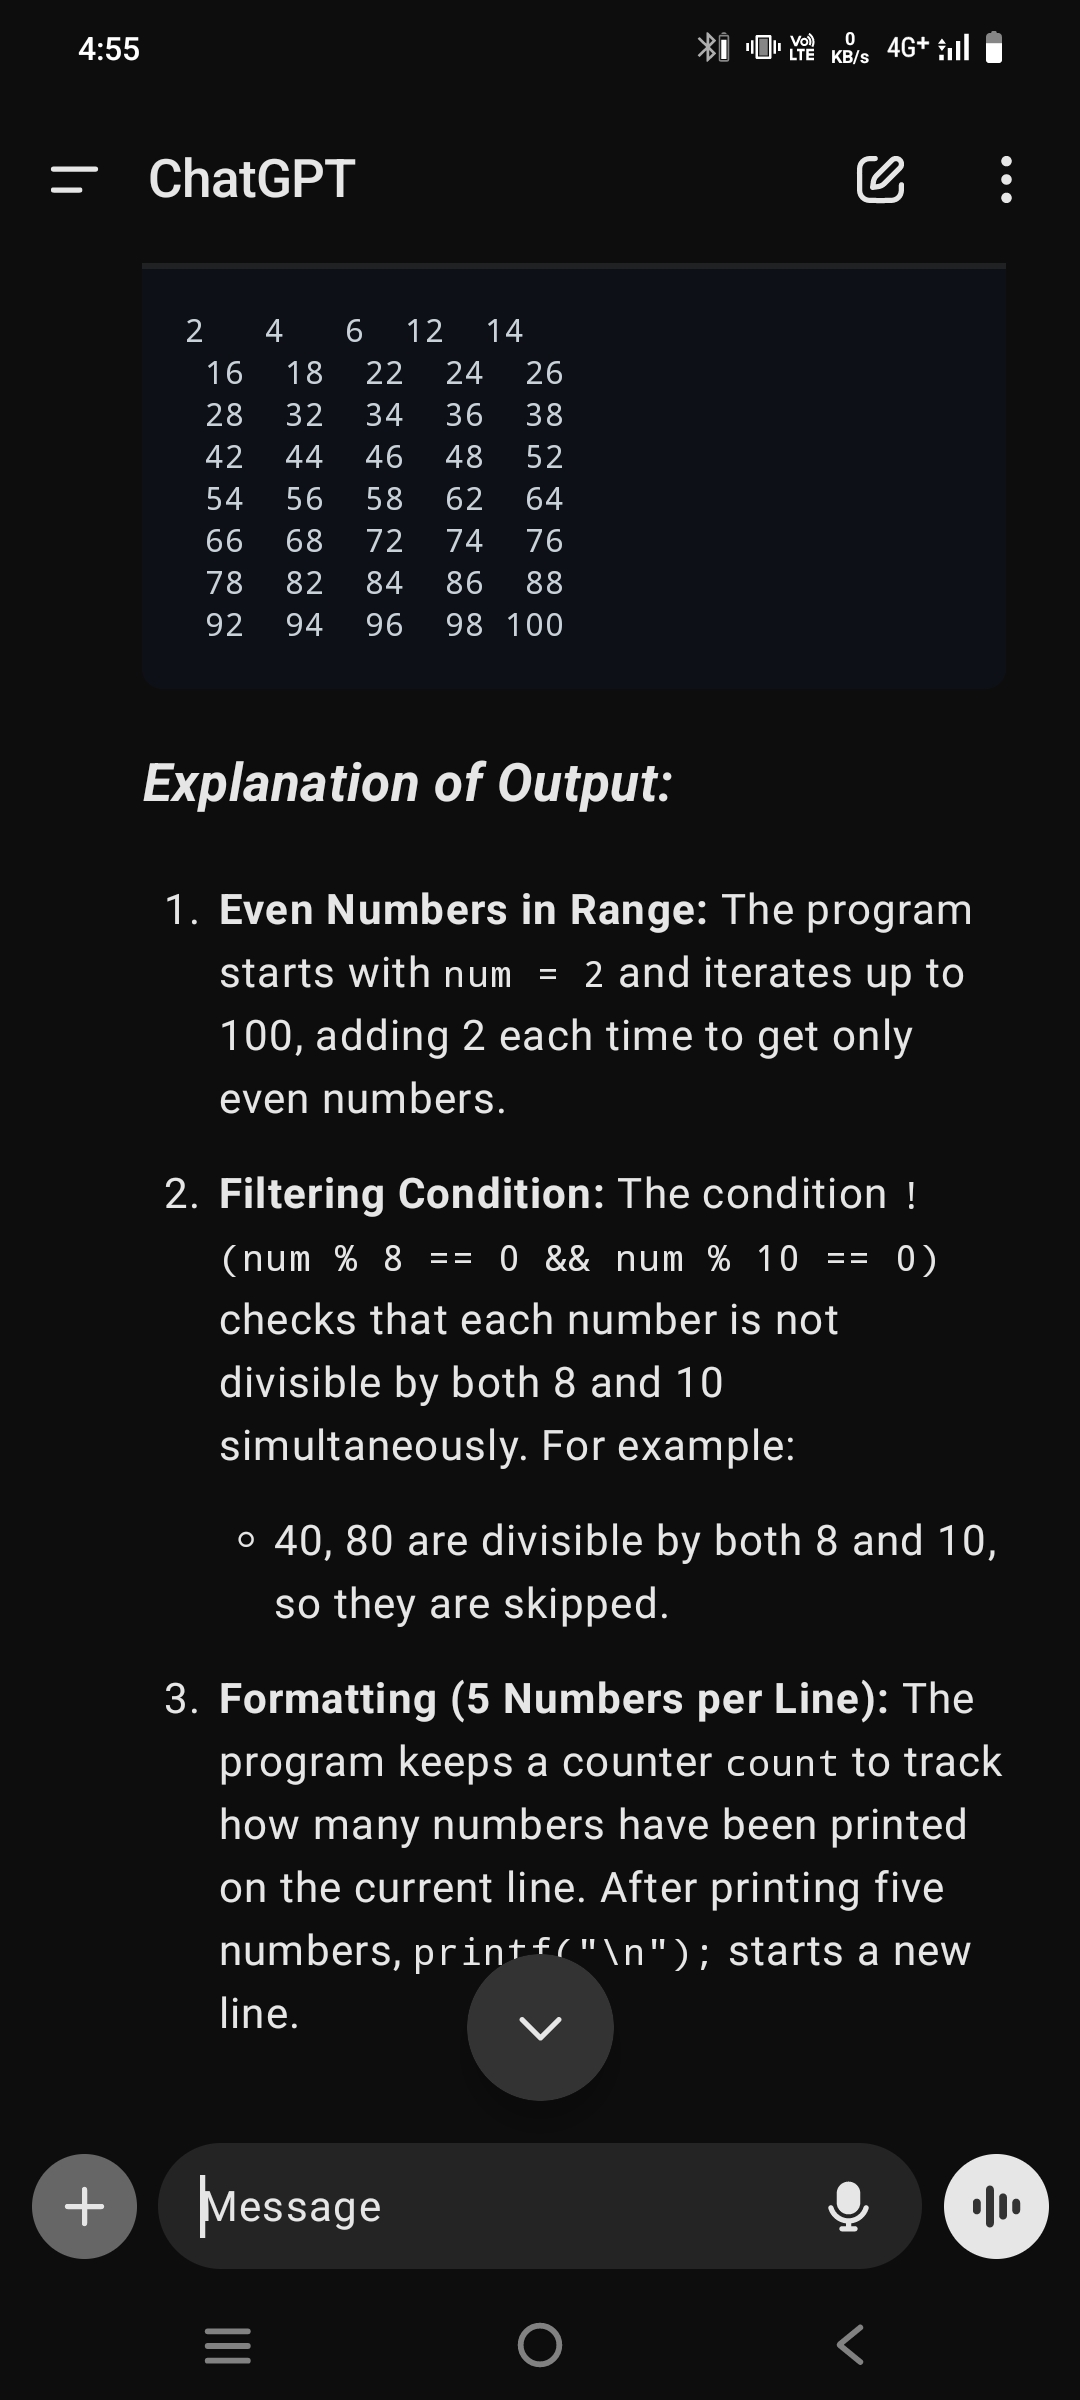 4:55
Vo)) LTE 0 KB/s 4G+
ChatGPT
2 4 6 12 14
16 18 22 24 26
28 32 34 36 38
42 44 46 48 52
54 56 58 62 64
66 68 72 74 76
78 82 84 86 88
92 94 96 98 100
Explanation of Output:
1. Even Numbers in Range: The program
starts with num = 2 and iterates up to
100, adding 2 each time to get only
even numbers.
2. Filtering Condition: The condition !
(num % 8 == 0 && num % 10 == 0)
checks that each number is not
divisible by both 8 and 10
simultaneously. For example:
40, 80 are divisible by both 8 and 10,
so they are skipped.
3. Formatting (5 Numbers per Line): The
program keeps a counter count to track
how many numbers have been printed
on the current line. After printing five
numbers, printf("\n"); starts a new
line.
Message